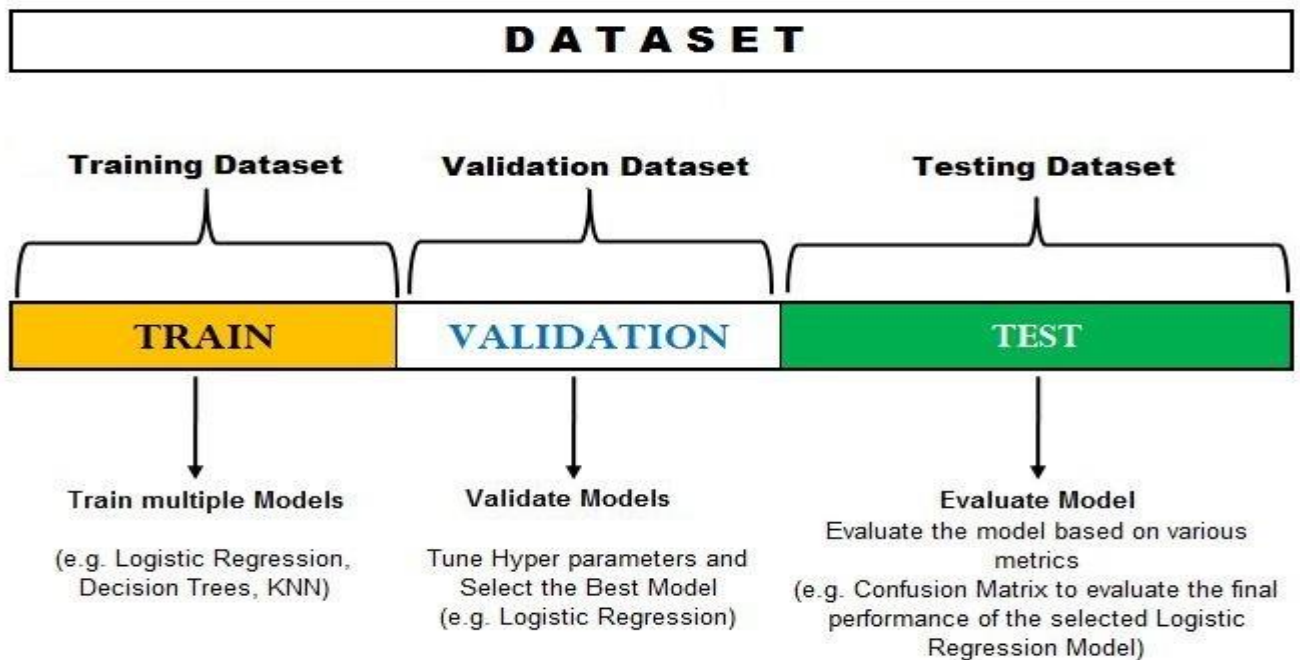 DATASET
Training Dataset
Validation Dataset
Testing Dataset
TRAIN
VALIDATION
TEST
Train multiple Models
(e.g. Logistic Regression,
Decision Trees, KNN)
Validate Models
Tune Hyper parameters and
Select the Best Model
(e.g. Logistic Regression)
Evaluate Model
Evaluate the model based on various
metrics
(e.g. Confusion Matrix to evaluate the final
performance of the selected Logistic
Regression Model)